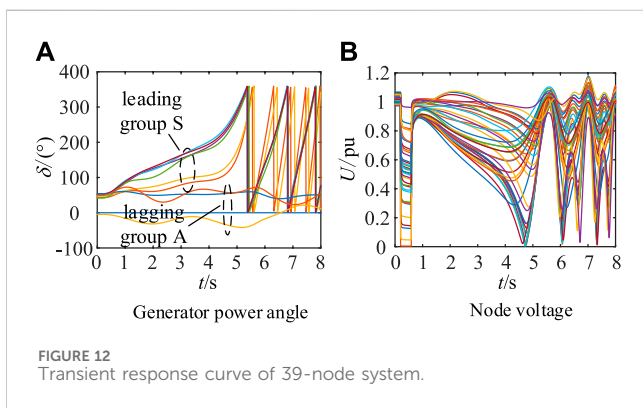 A
B
400
300
200
100
0
-100
δ/(°)
leading
group S
lagging
group A
0 1 2 3 4 5 6 7 8
t/s
Generator power angle
1.2
1
0.8
0.6
0.4
0.2
0
U/pu
0 1 2 3 4 5 6 7 8
t/s
Node voltage
FIGURE 12
Transient response curve of 39-node system.